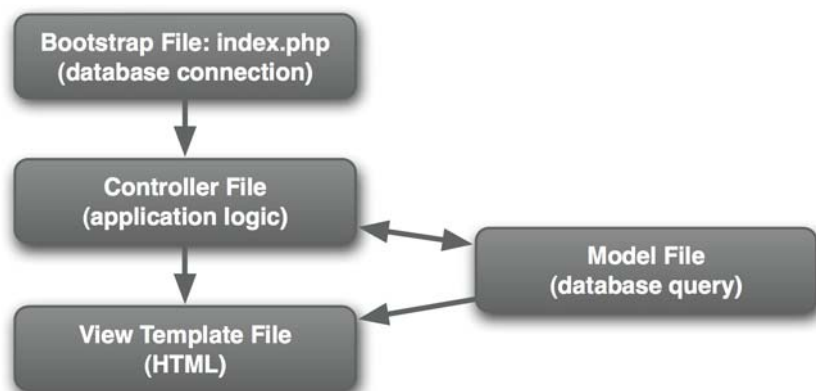 Bootstrap File: index.php
(database connection)
Controller File
(application logic)
Model File
(database query)
View Template File
(HTML)